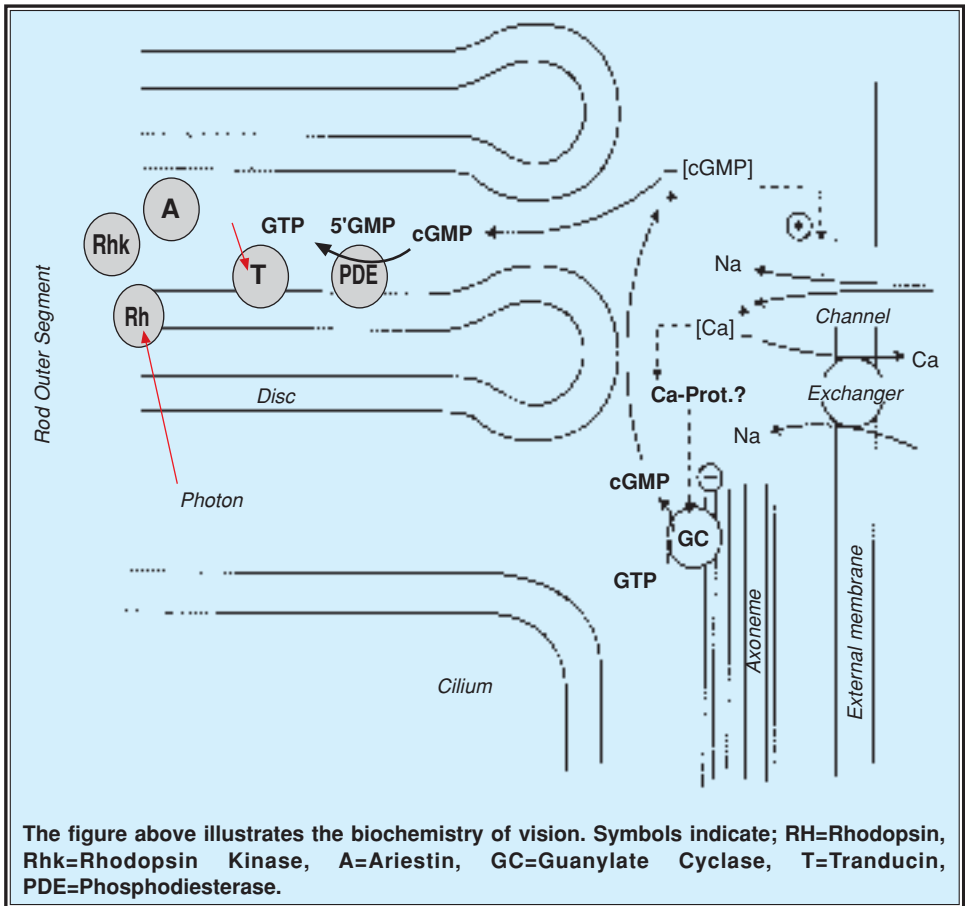 [cGMP]
A
GTP
5'GMP
cGMP
Rhk
T
PDE
Na
Rh
Channel
[Ca]
Ca
Rod Outer Segment
Disc
Ca-Prot.?
Exchanger
Na
Photon
cGMP
GC
GTP
Axoneme
External membrane
Cilium
The figure above illustrates the biochemistry of vision. Symbols indicate; RH=Rhodopsin,
Rhk=Rhodopsin Kinase, A=Ariestin, GC=Guanylate Cyclase, T=Tranducin,
PDE=Phosphodiesterase.